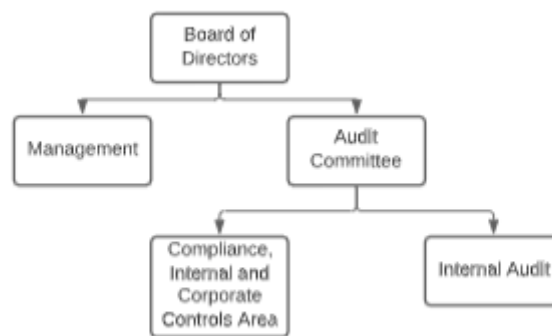 Board of
Directors
Management
Audit
Committee
Compliance,
Internal and
Corporate
Controls Area
Internal Audit